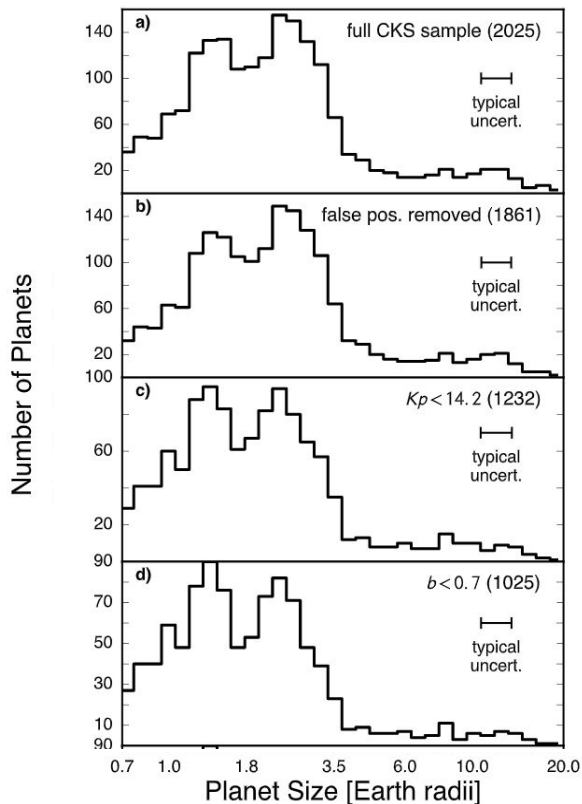 Number of Planets
a)
full CKS sample (2025)
typical
uncert.
140
100
60
20
b)
false pos. removed (1861)
typical
uncert.
140
100
60
20
100
c)
Kp<14.2 (1232)
typical
uncert.
60
20
90
d)
b<0.7 (1025)
typical
uncert.
70
50
30
10
90
0.7 1.0 1.8 3.5 6.0 10.0 20.0
Planet Size [Earth radii]